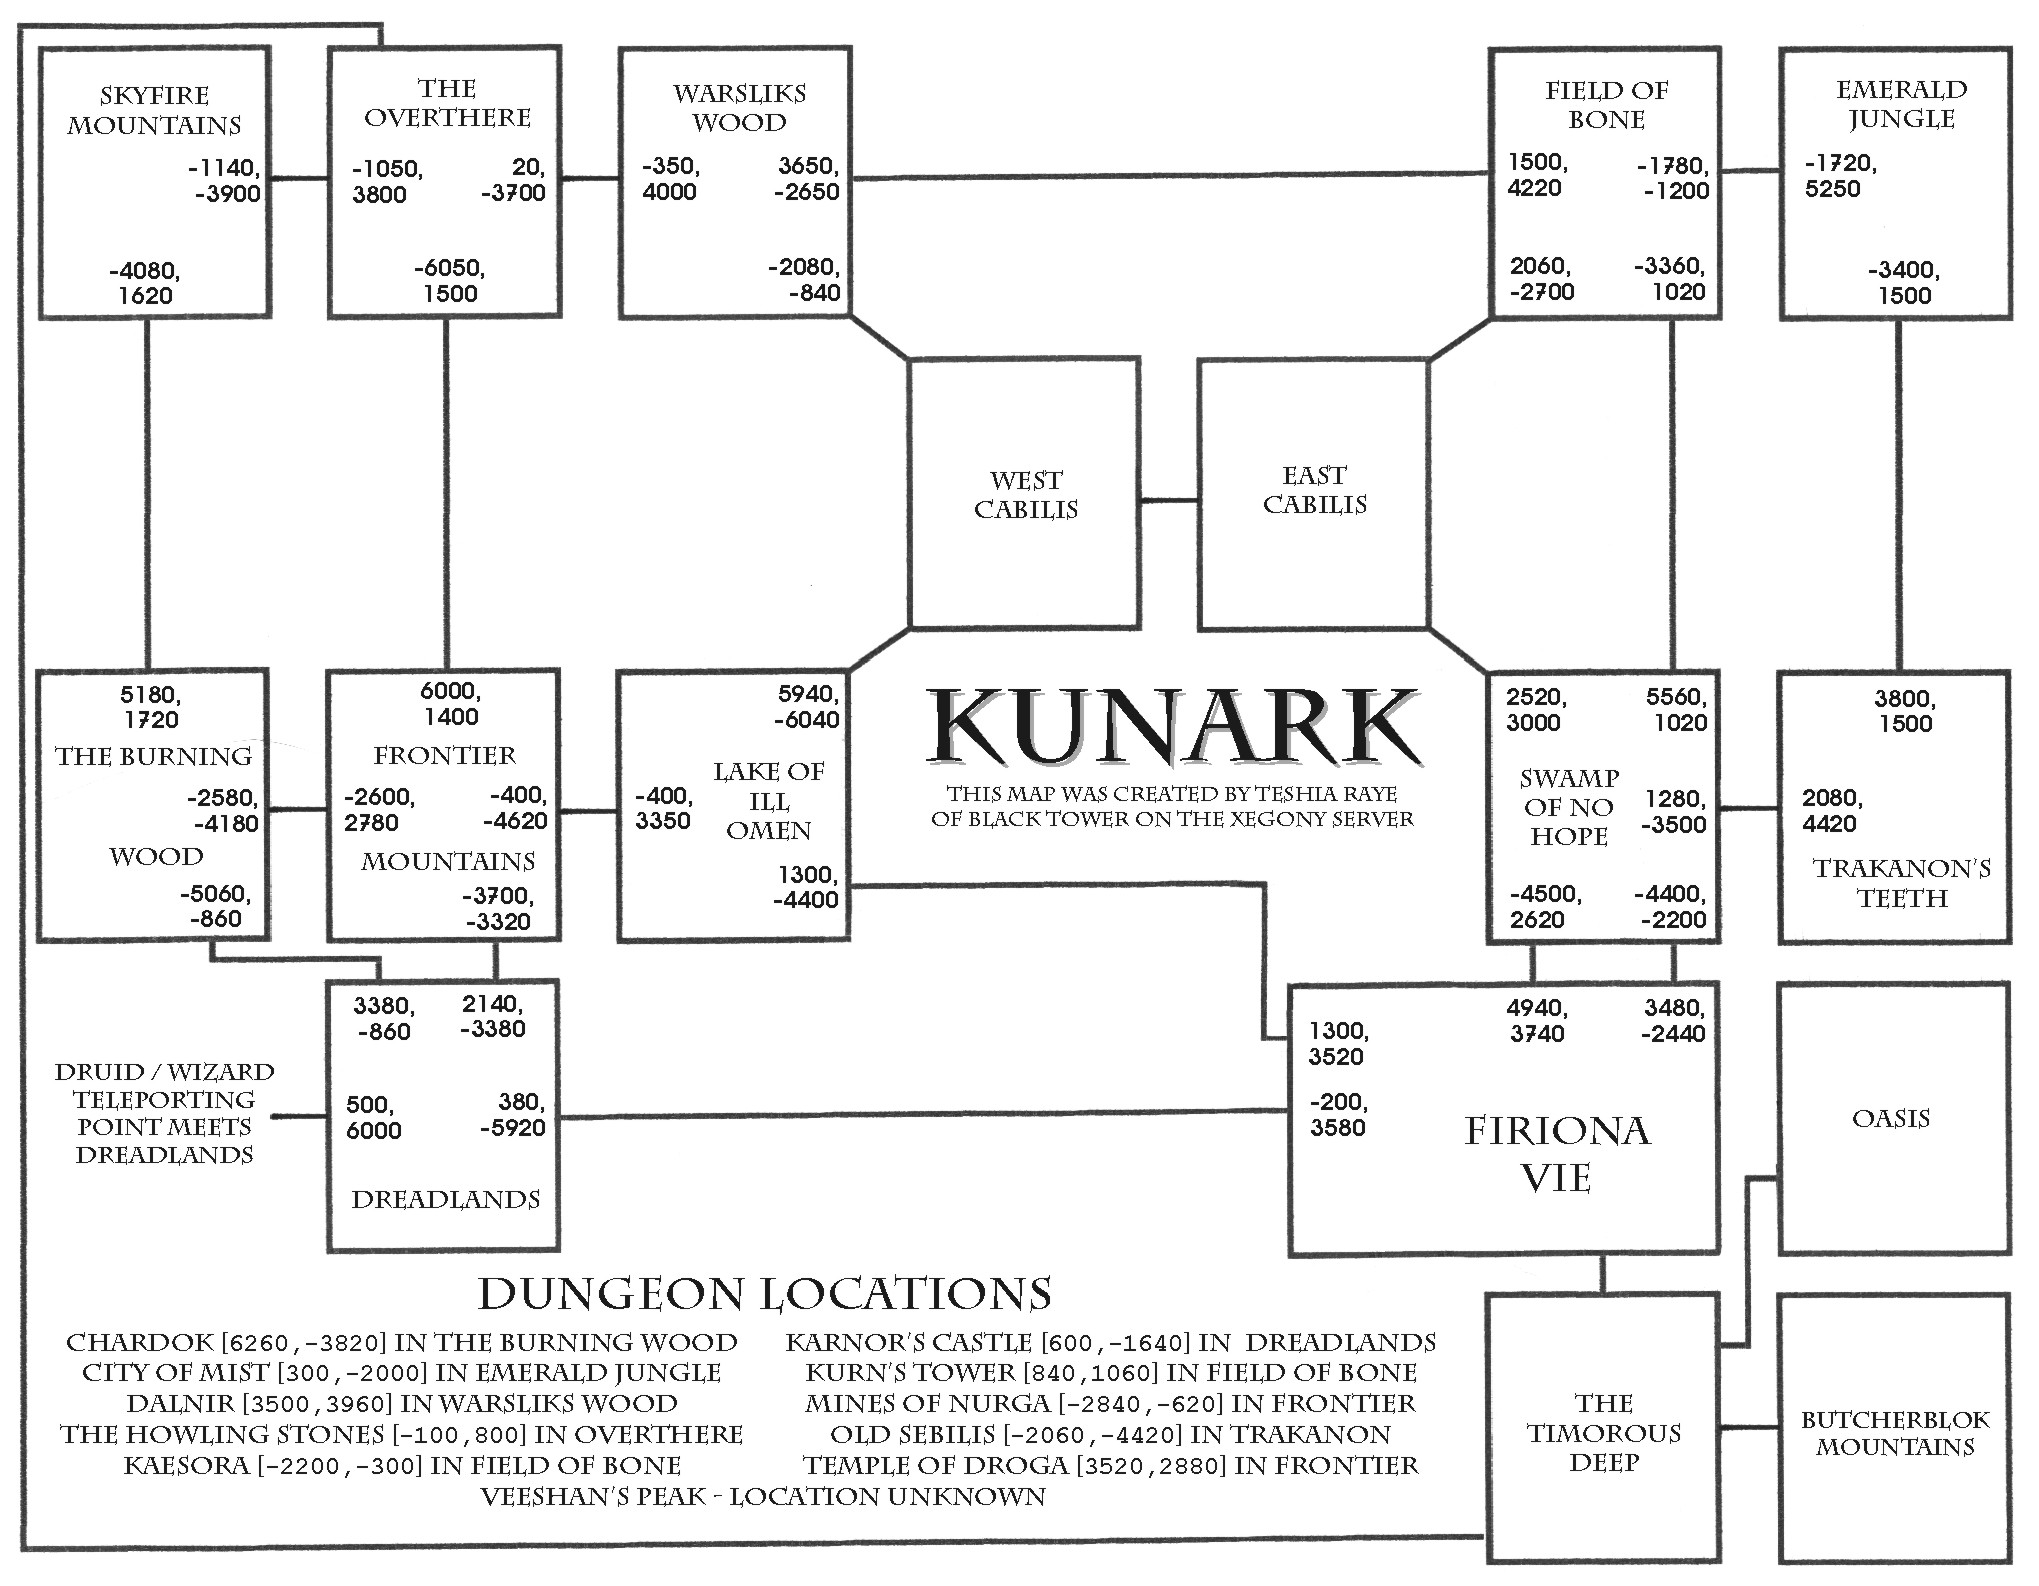 SKYFIRE
MOUNTAINS
-1140,
-3900
-4080,
1620
THE
OVERTHERE
-1050,
3800
20,
-3700
-6050,
1500
WARSLIKS
WOOD
-350,
4000
3650,
-2650
-2080,
-840
FIELD OF
BONE
1500,
4220
-1780,
-1200
2060,
-2700
-3360,
1020
EMERALD
JUNGLE
-1720,
5250
-3400,
1500
WEST
CABILIS
EAST
CABILIS
5180,
1720
THE BURNING
-2580,
-4180
WOOD
-5060,
-860
6000,
1400
FRONTIER
-2600,
2780
-400,
-4620
MOUNTAINS
-3700,
-3320
5940,
-6040
LAKE OF
ILL
OMEN
-400,
3350
1300,
-4400
KUNARK
THIS MAP WAS CREATED BY TESHIA RAYE
OF BLACK TOWER ON THE XEGONY SERVER
2520,
3000
5560,
1020
SWAMP
OF NO
HOPE
1280,
-3500
-4500,
2620
-4400,
-2200
3800,
1500
2080,
4420
TRAKANON'S
TEETH
DRUID / WIZARD
TELEPORTING
POINT MEETS
DREADLANDS
3380,
-860
2140,
-3380
500,
6000
380,
-5920
DREADLANDS
4940,
3740
3480,
-2440
1300,
3520
-200,
3580
FIRIONA
VIE
OASIS
THE
TIMOROUS
DEEP
BUTCHERBLOK
MOUNTAINS
DUNGEON LOCATIONS
CHARDOK [6260,-3820] IN THE BURNING WOOD
CITY OF MIST [300,-2000] IN EMERALD JUNGLE
DALNIR [3500,3960] IN WARSLIKS WOOD
THE HOWLING STONES [-100,800] IN OVERTHERE
KAESORA [-2200,-300] IN FIELD OF BONE
KARNOR'S CASTLE [600,-1640] IN DREADLANDS
KURN'S TOWER [840,1060] IN FIELD OF BONE
MINES OF NURGA [-2840,-620] IN FRONTIER
OLD SEBILIS [-2060,-4420] IN TRAKANON
TEMPLE OF DROGA [3520,2880] IN FRONTIER
VEESHAN'S PEAK - LOCATION UNKNOWN